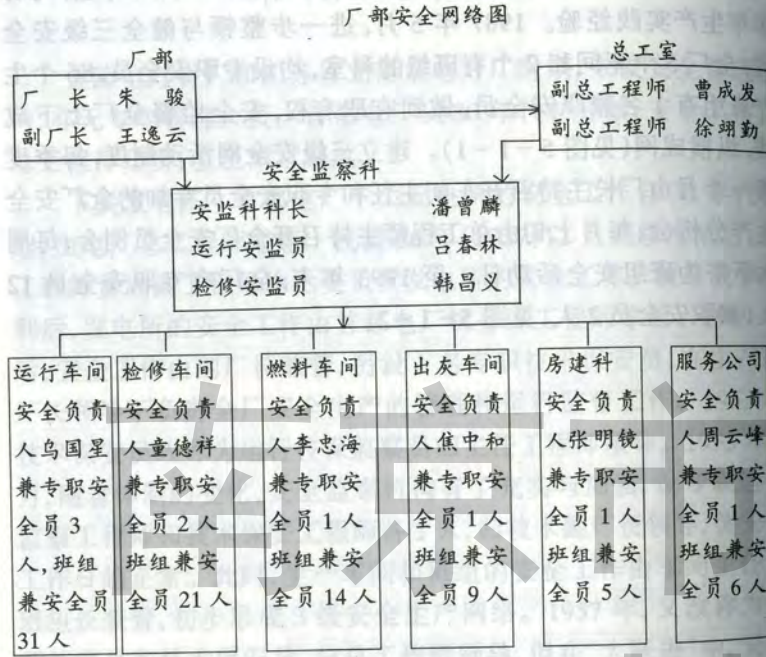 厂部安全网络图
厂部
厂 长 朱 骏
副厂长 王逸云
总工室
副总工程师 曹成发
副总工程师 徐翊勤
安全监察科
安监科科长 潘曾麟
运行安监员 吕春林
检修安监员 韩昌义
运行车间
安全负责
人乌国星
兼专职安
全员3
人,班组
兼安全员
31人
检修车间
安全负责
人童德祥
兼专职安
全员2人
班组兼安
全员21人
燃料车间
安全负责
人李忠海
兼专职安
全员1人
班组兼安
全员14人
出灰车间
安全负责
人焦中和
兼专职安
全员1人
班组兼安
全员9人
房建科
安全负责
人张明镜
兼专职安
全员1人
班组兼安
全员5人
服务公司
安全负责
人周云峰
兼专职安
全员1人
班组兼安
全员6人
南京市